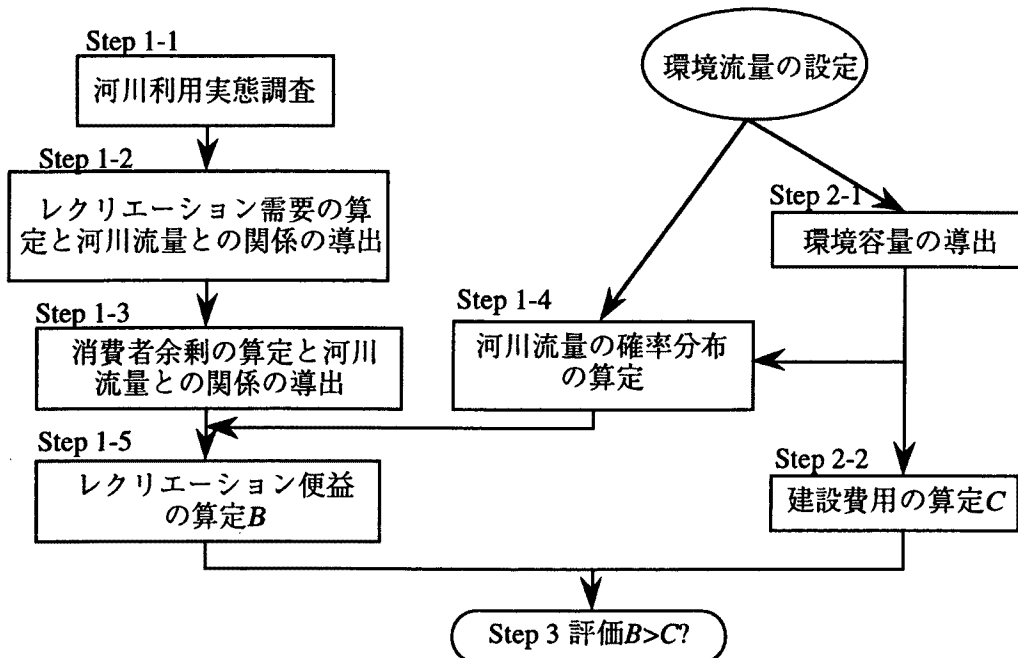 Step 1-1
河川利用実態調査
Step 1-2
レクリエーション需要の算
定と河川流量との関係の導出
Step 1-3
消費者余剰の算定と河川
流量との関係の導出
Step 1-5
レクリエーション便益
の算定B
環境流量の設定
Step 2-1
環境容量の導出
Step 1-4
河川流量の確率分布
の算定
Step 2-2
建設費用の算定C
Step 3 評価B>C?